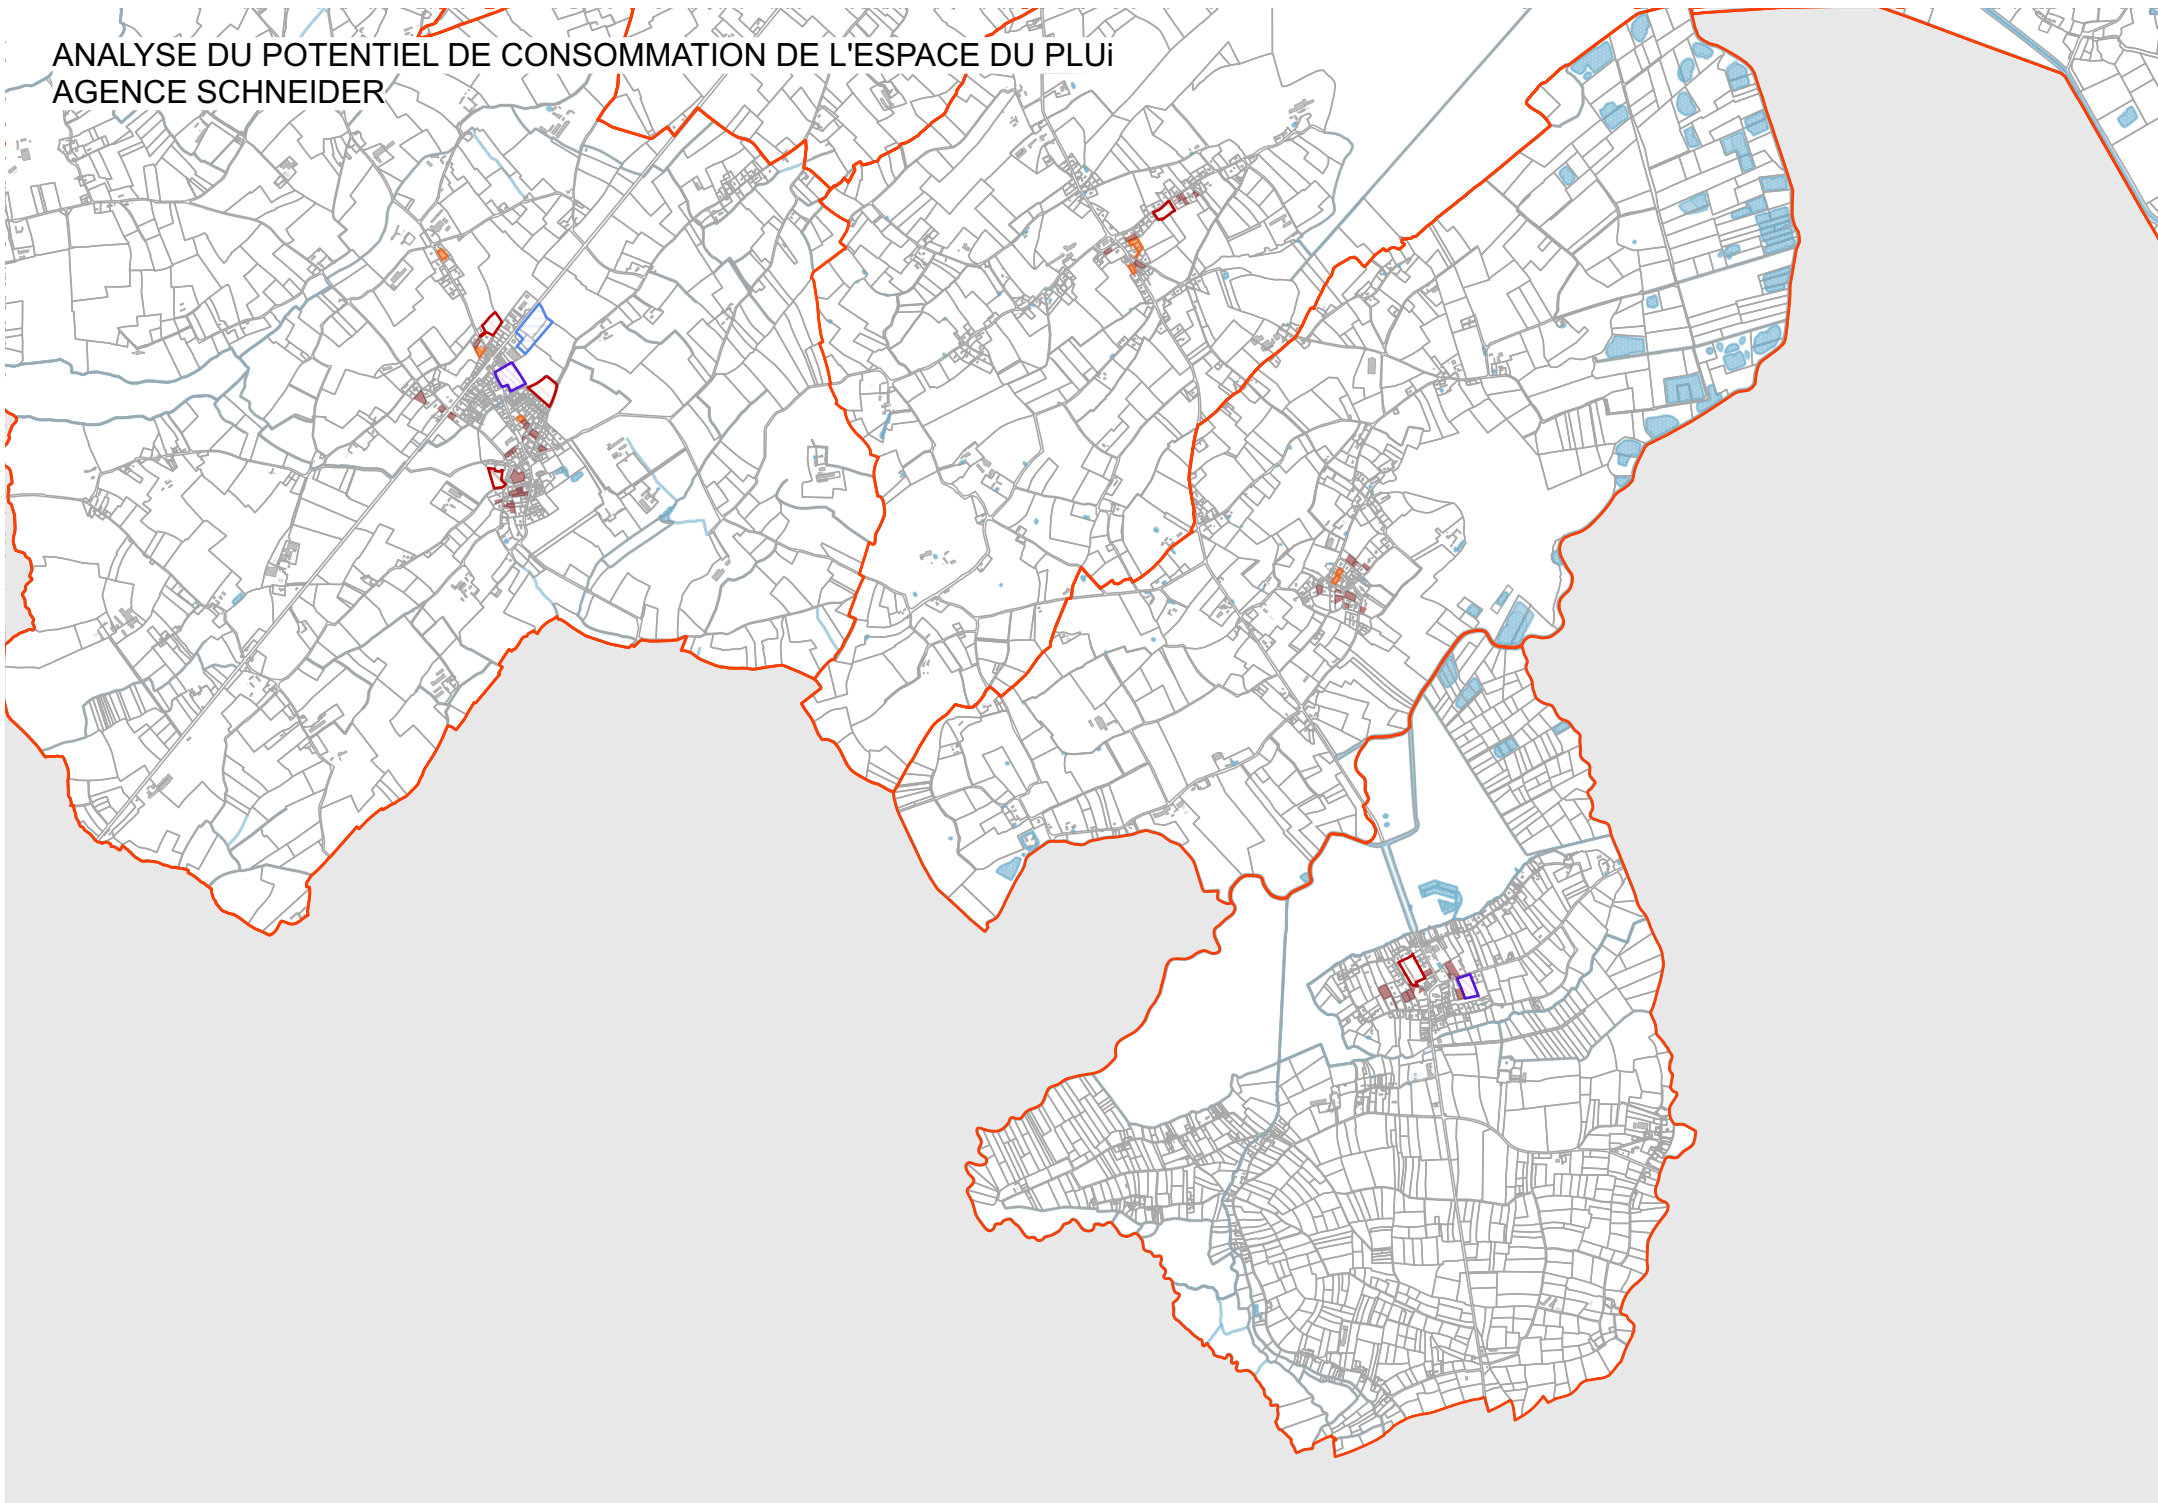 ANALYSE DU POTENTIEL DE CONSOMMATION DE L'ESPACE DU PLUi
AGENCE SCHNEIDER